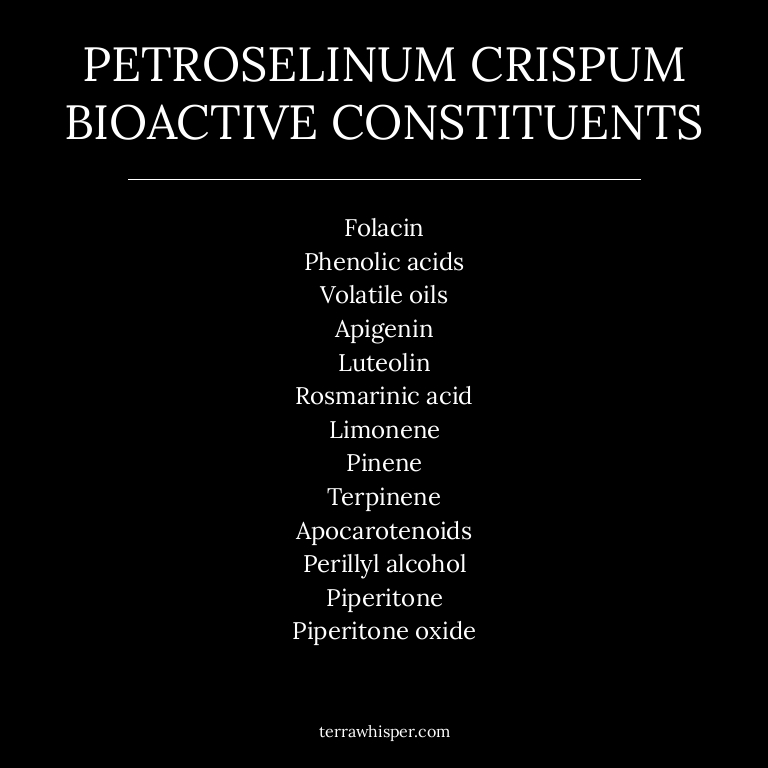 PETROSELINUM CRISPUM
BIOACTIVE CONSTITUENTS
Folacin
Phenolic acids
Volatile oils
Apigenin
Luteolin
Rosmarinic acid
Limonene
Pinene
Terpinene
Apocarotenoids
Perillyl alcohol
Piperitone
Piperitone oxide
terrawhisper.com